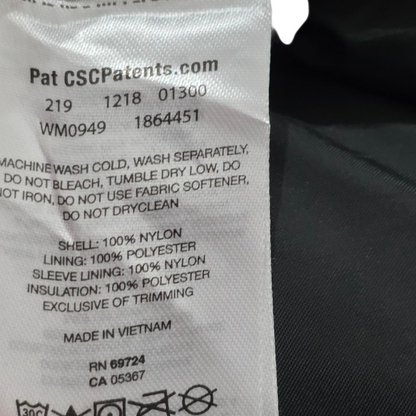 Pat CSCPatents.com
219 1218 01300
WM0949 1864451
MACHINE WASH COLD, WASH SEPARATELY,
DO NOT BLEACH, TUMBLE DRY LOW, DO
NOT IRON, DO NOT USE FABRIC SOFTENER,
DO NOT DRYCLEAN
SHELL: 100% NYLON
LINING: 100% POLYESTER
SLEEVE LINING: 100% NYLON
INSULATION: 100% POLYESTER
EXCLUSIVE OF TRIMMING
MADE IN VIETNAM
RN 69724
CA 05367
30C